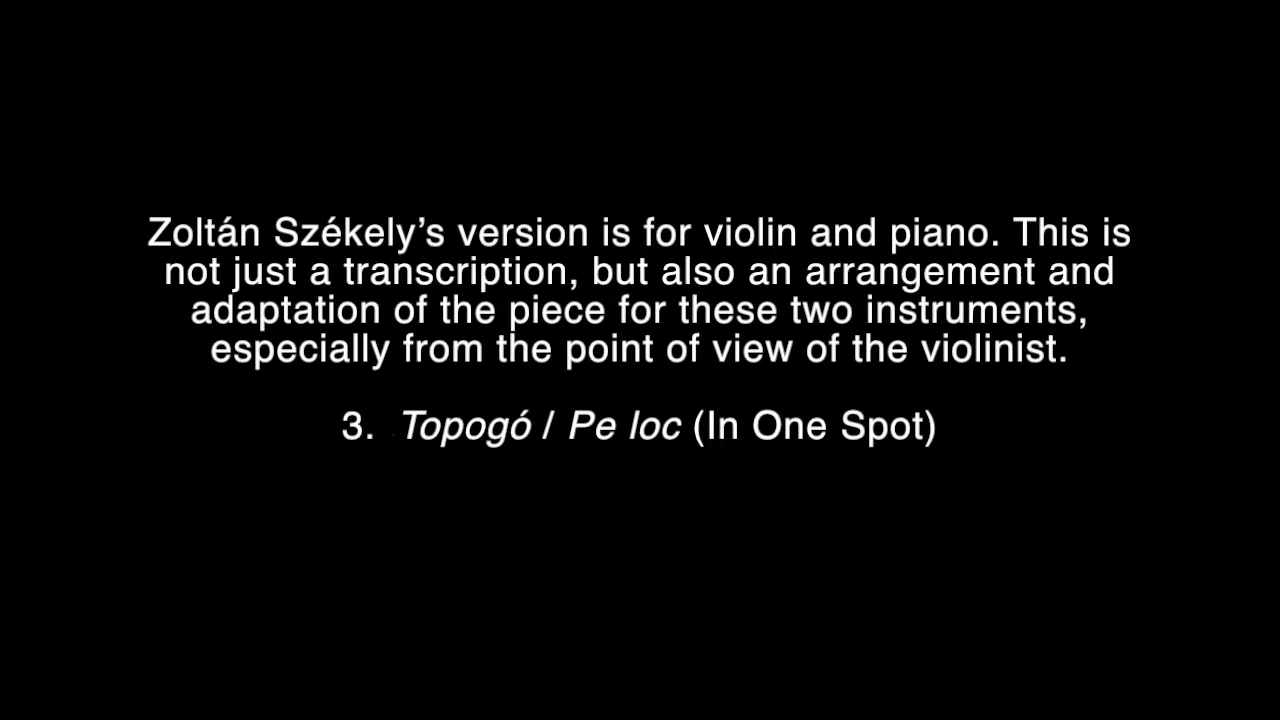 Zoltán Székely’s version is for violin and piano. This is
not just a transcription, but also an arrangement and
adaptation of the piece for these two instruments,
especially from the point of view of the violinist.
3. Topogó / Pe loc (In One Spot)